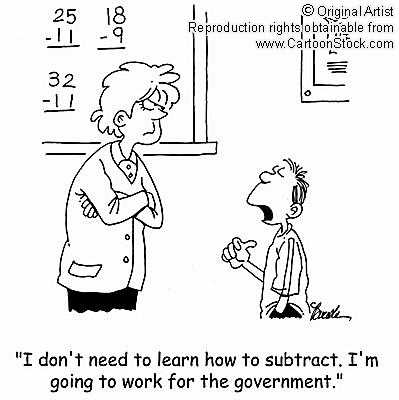 © Original Artist
Reproduction rights obtainable from
www.CartoonStock.com
25 18
-11 -9
32
-11
"I don't need to learn how to subtract. I'm
going to work for the government."